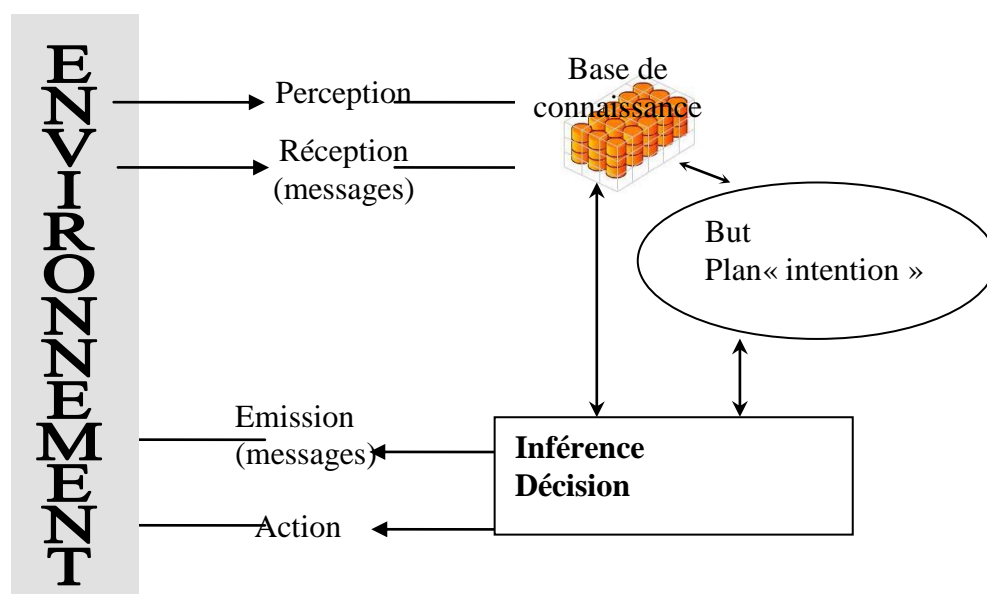 ENVIRONNEMENT
Perception
Réception
(messages)
Base de
connaissance
But
Plan« intention »
Emission
(messages)
Action
Inférence
Décision